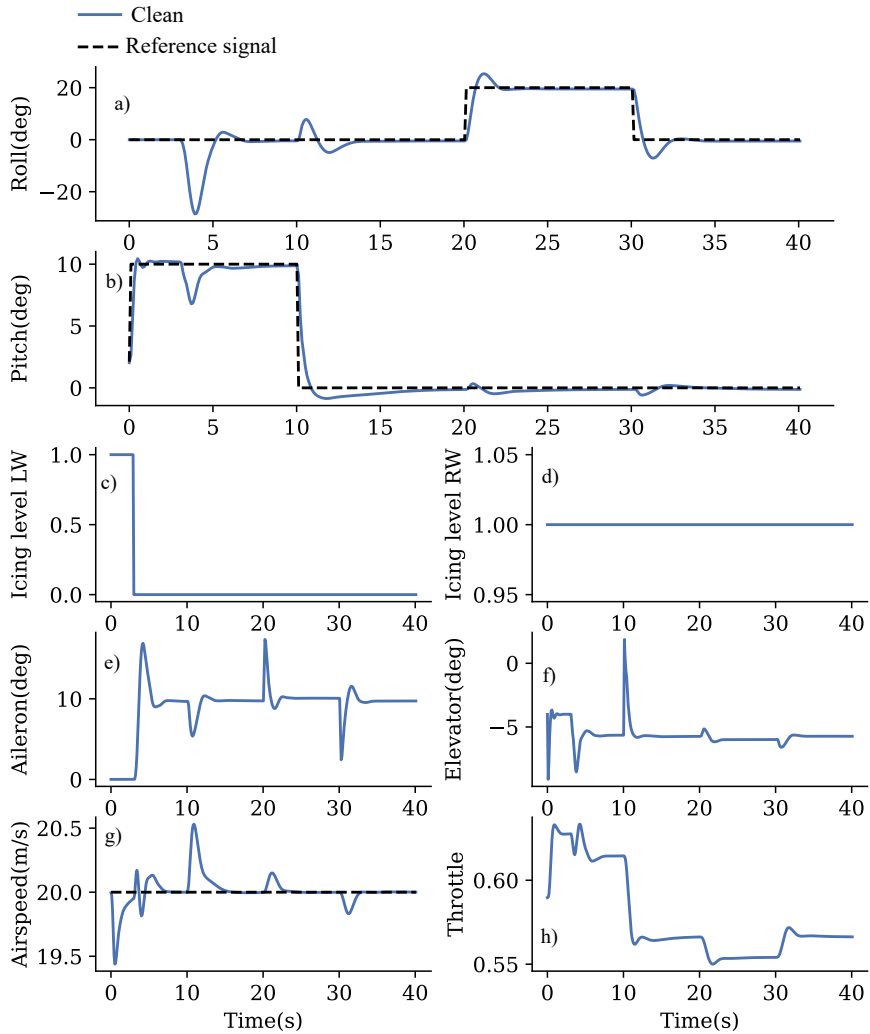 Clean
Reference signal
a)
Roll(deg)
20
0
−20
0 5 10 15 20 25 30 35 40
b)
Pitch(deg)
10
5
0
0 5 10 15 20 25 30 35 40
c)
Icing level LW
1.0
0.5
0.0
0 10 20 30 40
d)
Icing level RW
1.05
1.00
0.95
0 10 20 30 40
e)
Aileron(deg)
10
0
0 10 20 30 40
f)
Elevator(deg)
0
−5
0 10 20 30 40
g)
Airspeed(m/s)
20.5
20.0
19.5
0 10 20 30 40
Time(s)
h)
Throttle
0.60
0.55
0 10 20 30 40
Time(s)